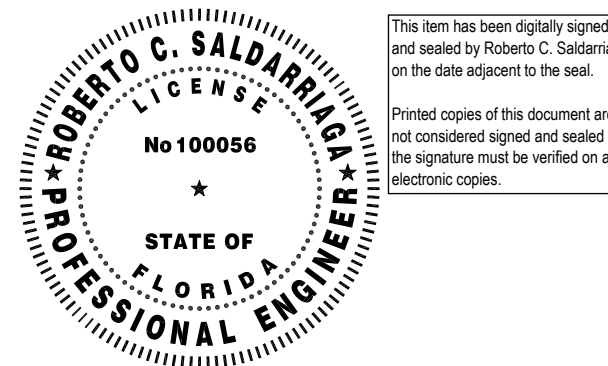 ROBERTO C. SALDARRIAGA
LICENSE
No 100056
★
STATE OF
FLORIDA
★ PROFESSIONAL ENGINEER ★
This item has been digitally signed
and sealed by Roberto C.
on the date adjacent to the seal.
Printed copies of this document
not considered signed and sealed
the signature must be verified on
electronic copies.